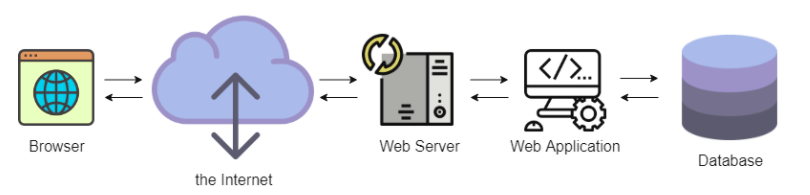 Browser
the Internet
Web Server
Web Application
Database